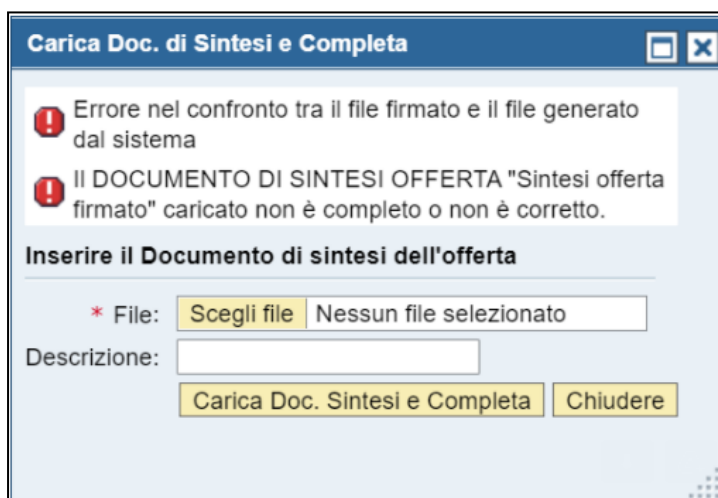 Carica Doc. di Sintesi e Completa
Errore nel confronto tra il file firmato e il file generato
dal sistema
Il DOCUMENTO DI SINTESI OFFERTA "Sintesi offerta
firmato" caricato non è completo o non è corretto.
Inserire il Documento di sintesi dell'offerta
* File: Scegli file Nessun file selezionato
Descrizione:
Carica Doc. Sintesi e Completa Chiudere